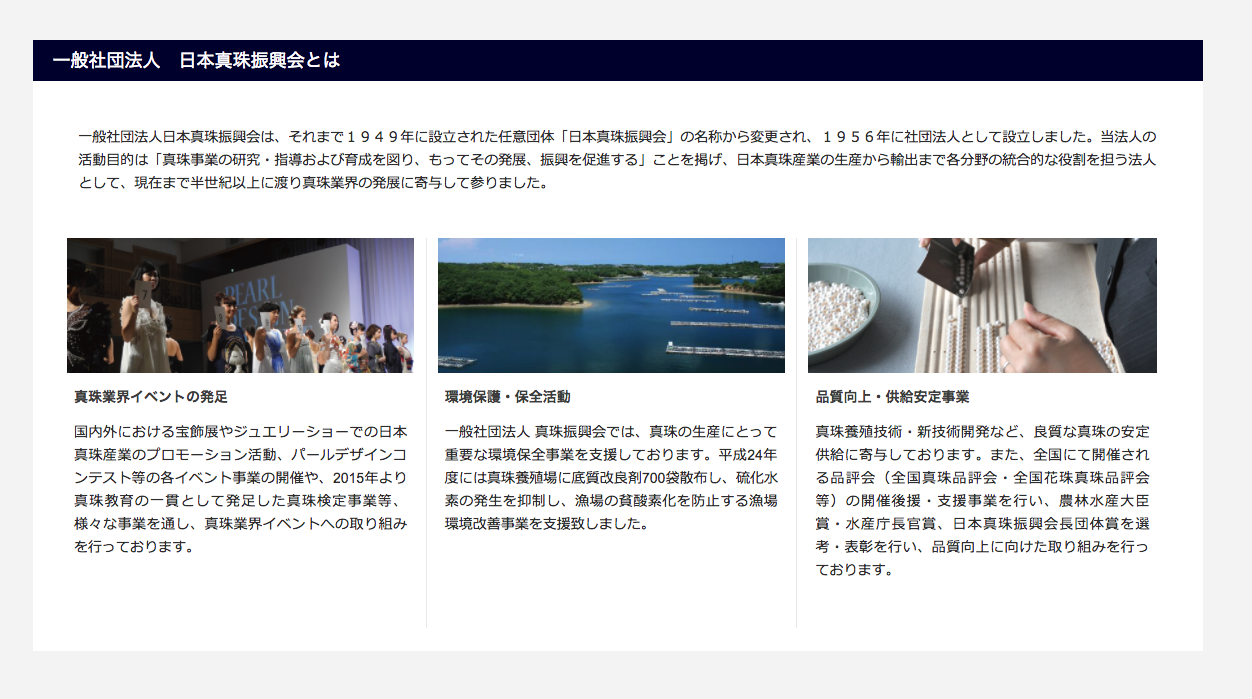 一般社団法人　日本真珠振興会とは
一般社団法人日本真珠振興会は、それまで１９４９年に設立された任意団体「日本真珠振興会」の名称から変更され、１９５６年に社団法人として設立しました。当法人の
活動目的は「真珠事業の研究・指導および育成を図り、もってその発展、振興を促進する」ことを掲げ、日本真珠産業の生産から輸出まで各分野の統合的な役割を担う法人
として、現在まで半世紀以上に渡り真珠業界の発展に寄与して参りました。
PEARL
DESIGN
7
真珠業界イベントの発足
国内外における宝飾展やジュエリーショーでの日本
真珠産業のプロモーション活動、パールデザインコ
ンテスト等の各イベント事業の開催や、2015年より
真珠教育の一貫として発足した真珠検定事業等、
様々な事業を通し、真珠業界イベントへの取り組み
を行っております。
環境保護・保全活動
一般社団法人 真珠振興会では、真珠の生産にとって
重要な環境保全事業を支援しております。平成24年
度には真珠養殖場に底質改良剤700袋散布し、硫化水
素の発生を抑制し、漁場の貧酸素化を防止する漁場
環境改善事業を支援致しました。
品質向上・供給安定事業
真珠養殖技術・新技術開発など、良質な真珠の安定
供給に寄与しております。また、全国にて開催され
る品評会（全国真珠品評会・全国花珠真珠品評会
等）の開催後援・支援事業を行い、農林水産大臣
賞・水産庁長官賞、日本真珠振興会長団体賞を選
考・表彰を行い、品質向上に向けた取り組みを行っ
ております。